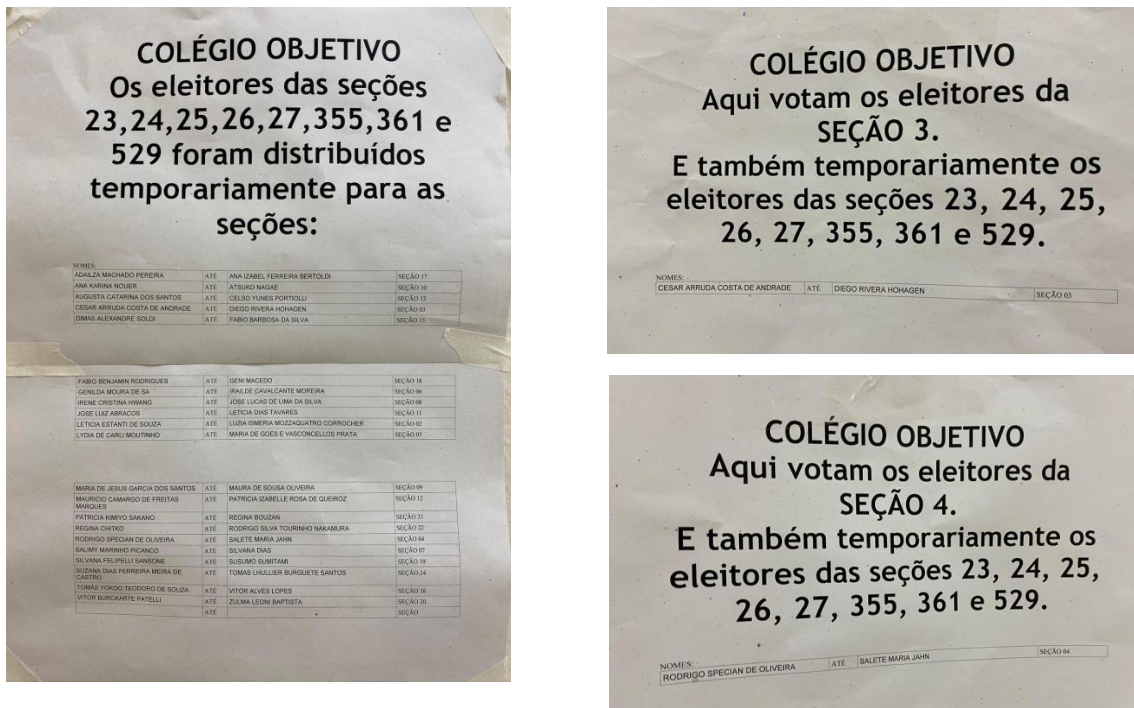 COLÉGIO OBJETIVO
Os eleitores das seções
23,24,25,26,27,355,361 e
529 foram distribuídos
temporariamente para as
seções:
NOMES:
ADAILZA MACHADO PEREIRA ATÉ ANA IZABEL FERREIRA BERTOLDI SEÇÃO 17
ANA KARINA NOUER ATÉ ATSUKO NAGAE SEÇÃO 10
AUGUSTA CATARINA DOS SANTOS ATÉ CELSO YUNES PORTIOLLI SEÇÃO 13
CESAR ARRUDA COSTA DE ANDRADE ATÉ DIEGO RIVERA HOHAGEN SEÇÃO 03
DIMAS ALEXANDRE SOLDI ATÉ FABIO BARBOSA DA SILVA SEÇÃO 15
FABIO BENJAMIN RODRIGUES ATÉ GENI MACEDO SEÇÃO 18
GENILDA MOURA DE SA ATÉ IRAILDE CAVALCANTE MOREIRA SEÇÃO 06
IRENE CRISTINA HWANG ATÉ JOSE LUCAS DE LIMA DA SILVA SEÇÃO 08
JOSE LUIZ ABRACOS ATÉ LETICIA DIAS TAVARES SEÇÃO 11
LETICIA ESTANTI DE SOUZA ATÉ LUZIA ISMERIA MOZZAQUATRO CORROCHER SEÇÃO 02
LYDIA DE CARLI MOUTINHO ATÉ MARIA DE GOES E VASCONCELLOS PRATA SEÇÃO 05
MARIA DE JESUS GARCIA DOS SANTOS ATÉ MAURA DE SOUSA OLIVEIRA SEÇÃO 09
MAURICIO CAMARGO DE FREITAS ATÉ PATRICIA IZABELLE ROSA DE QUEIROZ SEÇÃO 12
MARQUES
PATRICIA KIMIYO SAKANO ATÉ REGINA BOUZAN SEÇÃO 21
REGINA CHITKO ATÉ RODRIGO SILVA TOURINHO NAKAMURA SEÇÃO 22
RODRIGO SPECIAN DE OLIVEIRA ATÉ SALETE MARIA JAHN SEÇÃO 04
SALIMY MARINHO PICANCO ATÉ SILVANA DIAS SEÇÃO 07
SILVANA FELIPELLI SANSONE ATÉ SUSUMO SUMITAMI SEÇÃO 19
SUZANA DIAS FERREIRA MEIRA DE ATÉ TOMAS LHULLIER BURGUETE SANTOS SEÇÃO 14
CASTRO
TOMAS YOKOO TEODORO DE SOUZA ATÉ VITOR ALVES LOPES SEÇÃO 16
VITOR BURCKARTE PATELLI ATÉ ZULMA LEONI BAPTISTA SEÇÃO 20
ATÉ SEÇÃO
COLÉGIO OBJETIVO
Aqui votam os eleitores da
SEÇÃO 3.
E também temporariamente os
eleitores das seções 23, 24, 25,
26, 27, 355, 361 e 529.
NOMES:
CESAR ARRUDA COSTA DE ANDRADE ATÉ DIEGO RIVERA HOHAGEN SEÇÃO 03
COLÉGIO OBJETIVO
Aqui votam os eleitores da
SEÇÃO 4.
E também temporariamente os
eleitores das seções 23, 24, 25,
26, 27, 355, 361 e 529.
NOMES:
RODRIGO SPECIAN DE OLIVEIRA ATÉ SALETE MARIA JAHN SEÇÃO 04